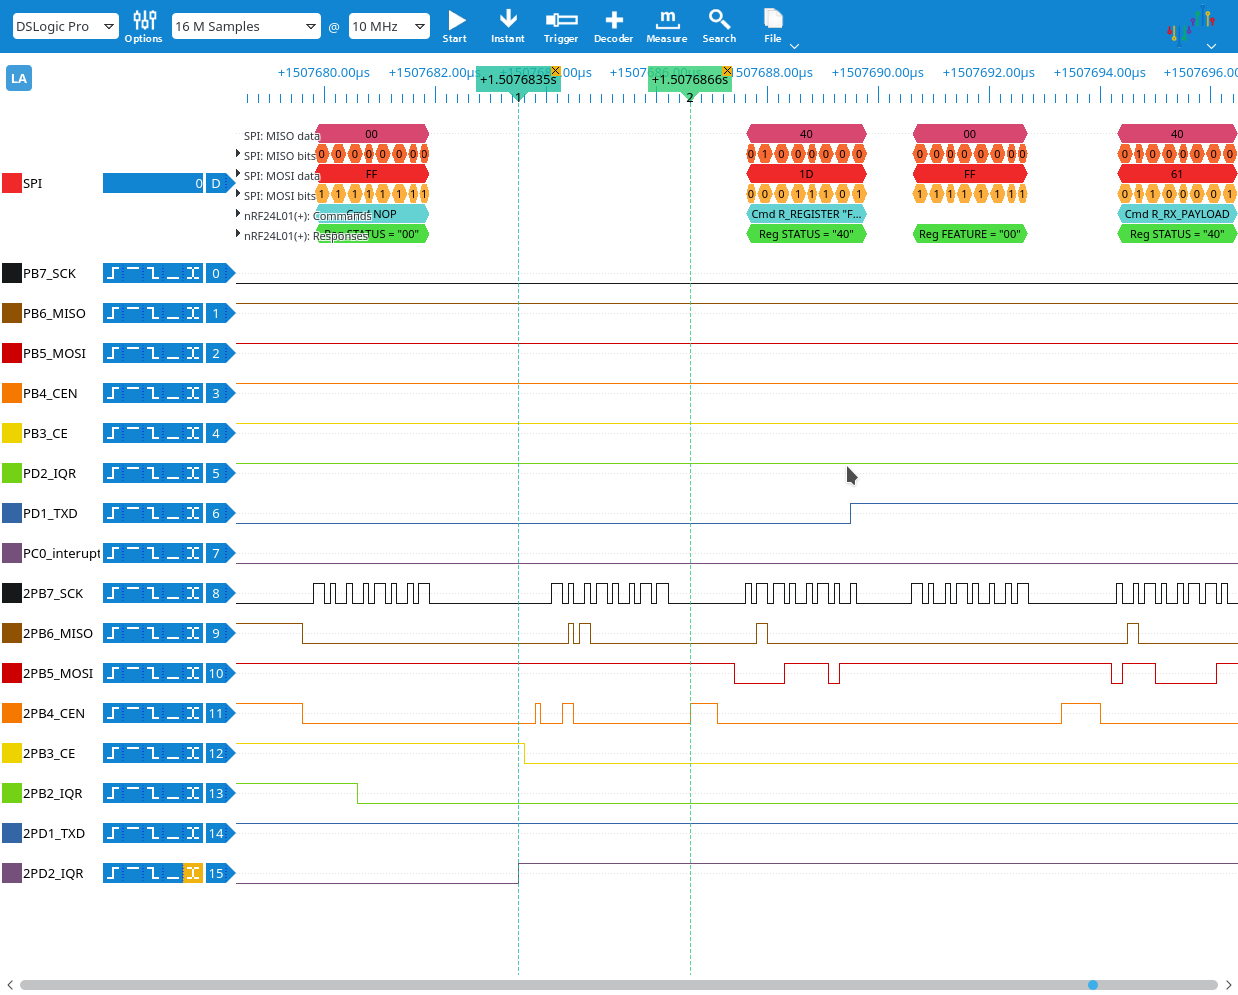 DSLogic Pro
Options
16 M Samples
@
10 MHz
Start
Instant
Trigger
Decoder
m
Measure
Search
File
LA
+1507680.00µs +1507682.00µs +1507688.00µs +1507690.00µs +1507692.00µs +1507694.00µs +1507696.0
+1.5076835s
+1.5076866s
1
2
SPI
0 D
SPI: MISO data 00 40 00 40
SPI: MISO bits 0 0 0 0 0 0 0 0 0 1 0 0 0 0 0 0 0 0 0 0 0 0 0 0 0 1 0 0 0 0 0 0
SPI: MOSI data FF 1D FF 61
SPI: MOSI bits 1 1 1 1 1 1 1 1 0 0 0 1 1 1 0 1 1 1 1 1 1 1 1 1 0 1 1 0 0 0 0 1
nRF24L01(+): Commands Cmd NOP Cmd R_REGISTER "F... Cmd R_RX_PAYLOAD
nRF24L01(+): Responses Reg STATUS = "00" Reg STATUS = "40" Reg FEATURE = "00" Reg STATUS = "40"
PB7_SCK 0
PB6_MISO 1
PB5_MOSI 2
PB4_CEN 3
PB3_CE 4
PD2_IQR 5
PD1_TXD 6
PC0_interupt 7
2PB7_SCK 8
2PB6_MISO 9
2PB5_MOSI 10
2PB4_CEN 11
2PB3_CE 12
2PB2_IQR 13
2PD1_TXD 14
2PD2_IQR 15